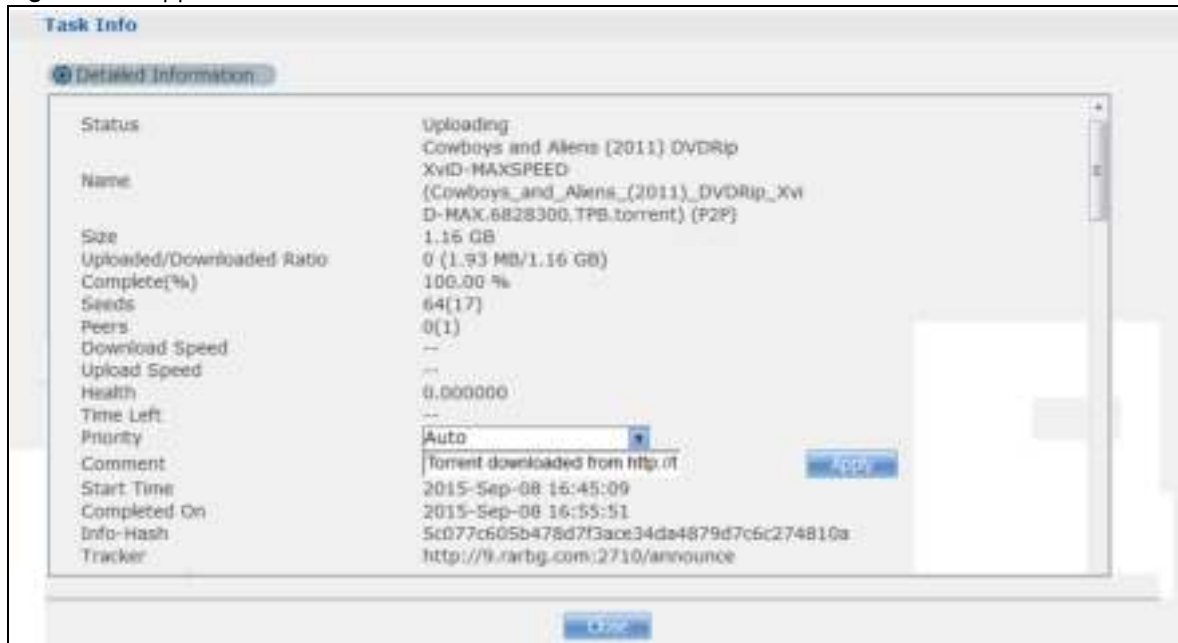 Task Info
Detailed Information
Status Uploading
Name Cowboys and Aliens (2011) DVDRip
XviD-MAXSPEED
(Cowboys_and_Aliens_(2011)_DVDRip_Xvi
D-MAX.6828300.TPB.torrent) (P2P)
Size 1.16 GB
Uploaded/Downloaded Ratio 0 (1.93 MB/1.16 GB)
Complete(%) 100.00 %
Seeds 64(17)
Peers 0(1)
Download Speed --
Upload Speed --
Health 0.000000
Time Left --
Priority Auto
Comment Torrent downloaded from http://t
Apply
Start Time 2015-Sep-08 16:45:09
Completed On 2015-Sep-08 16:55:51
Info-Hash 5c077c605b478d7f3ace34da4879d7c6c274810a
Tracker http://9.rarbg.com:2710/announce
Close